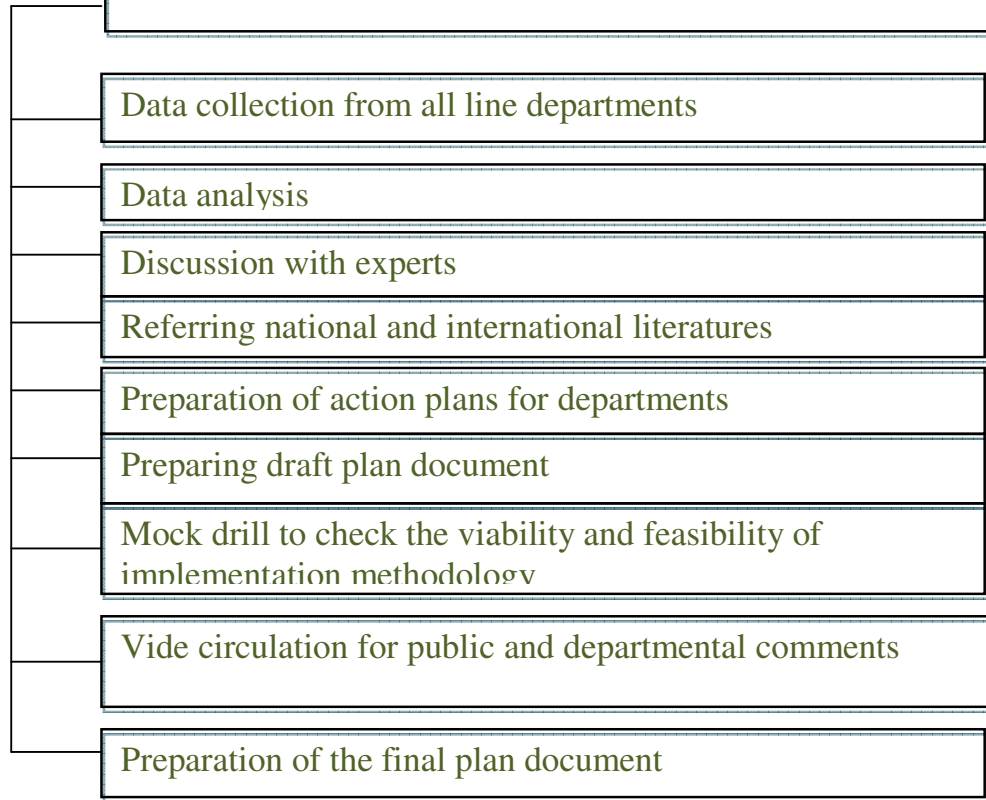 Data collection from all line departments
Data analysis
Discussion with experts
Referring national and international literatures
Preparation of action plans for departments
Preparing draft plan document
Mock drill to check the viability and feasibility of
implementation methodology
Vide circulation for public and departmental comments
Preparation of the final plan document